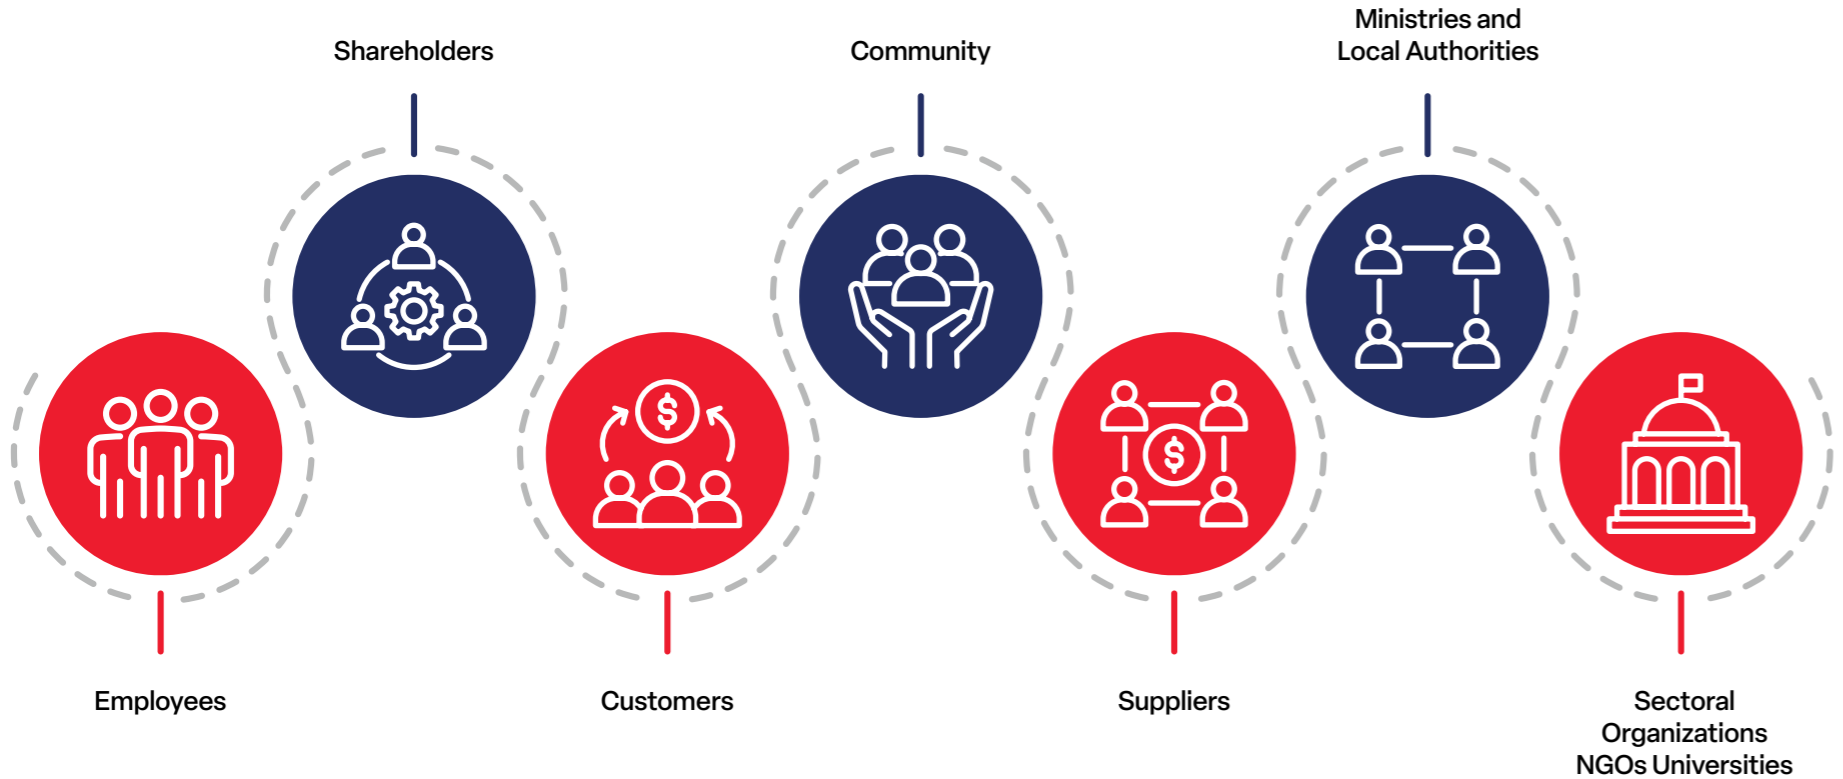 Shareholders
Community
Ministries and
Local Authorities
Employees
Customers
Suppliers
Sectoral
Organizations
NGOs Universities
$
$